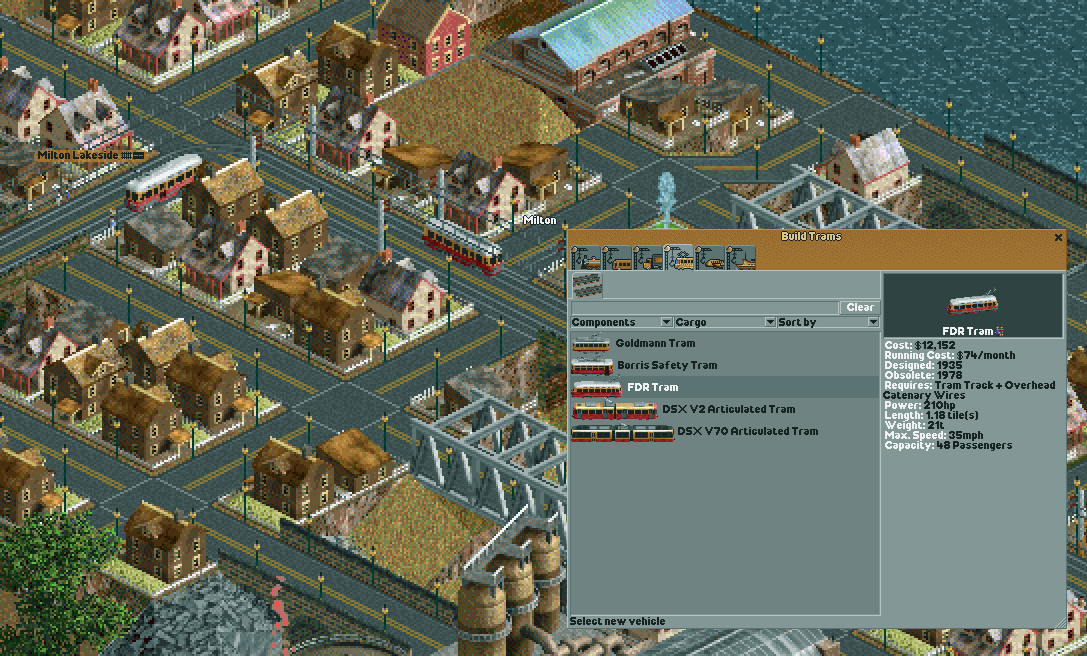 Milton Lakeside
Milton
Build Trams
Clear
Components
Cargo
Sort by
Goldmann Tram
Borris Safety Tram
FDR Tram
DSX V2 Articulated Tram
DSX V70 Articulated Tram
FDR Tram
Cost: $12,152
Running Cost: $74/month
Designed: 1935
Obsolete: 1978
Requires: Tram Track + Overhead
Catenary Wires
Power: 210hp
Length: 1.18 tile(s)
Weight: 21t
Max. Speed: 35mph
Capacity: 48 Passengers
Select new vehicle